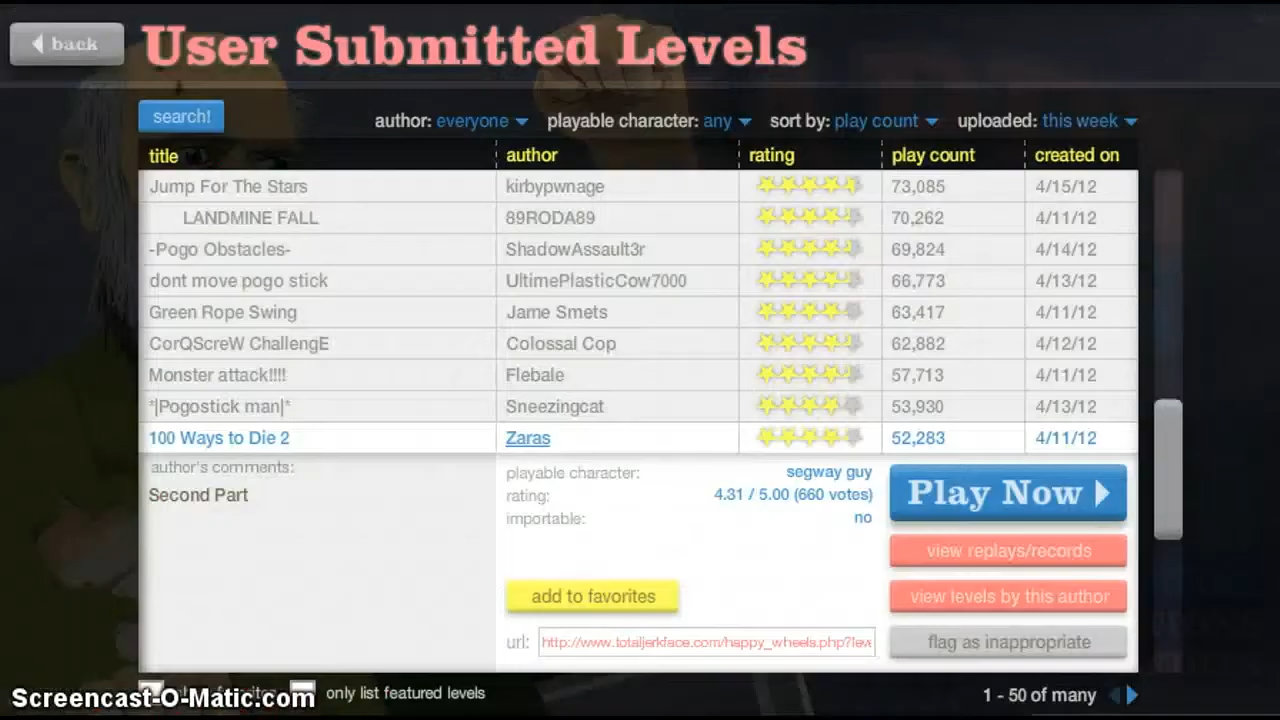 back
User Submitted Levels
search!
author: everyone playable character: any sort by: play count uploaded: this week
title author rating play count created on
Jump For The Stars kirbypwnage 73,085 4/15/12
LANDMINE FALL 89RODA89 70,262 4/11/12
-Pogo Obstacles- ShadowAssault3r 69,824 4/14/12
dont move pogo stick UltimePlasticCow7000 66,773 4/13/12
Green Rope Swing Jame Smets 63,417 4/11/12
CorQScreW ChallengE Colossal Cop 62,882 4/12/12
Monster attack!!!! Flebale 57,713 4/11/12
*|Pogostick man|* Sneezingcat 53,930 4/13/12
100 Ways to Die 2 Zaras 52,283 4/11/12
author's comments:
Second Part
playable character: segway guy
rating: 4.31 / 5.00 (660 votes)
importable: no
add to favorites
url: http://www.totaljerkface.com/happy_wheels.php?lev
Play Now
view replays/records
view levels by this author
flag as inappropriate
only list featured levels
1 - 50 of many
Screencast-O-Matic.com